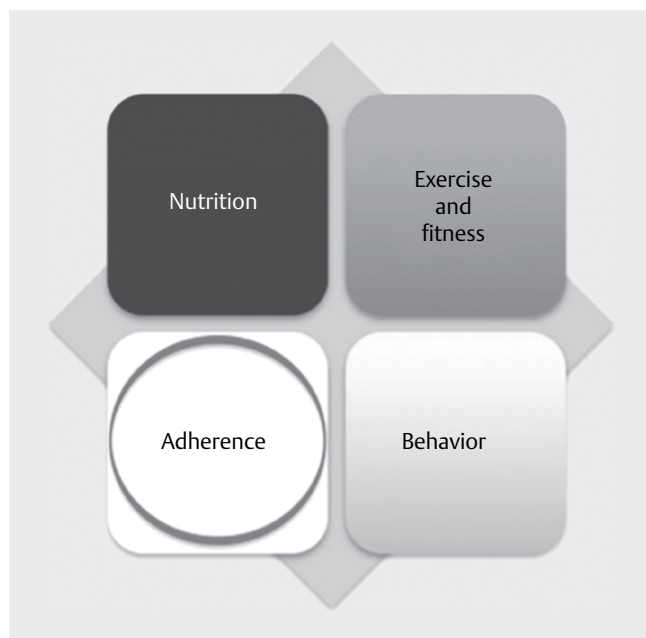 Nutrition
Exercise
and
fitness
Adherence
Behavior